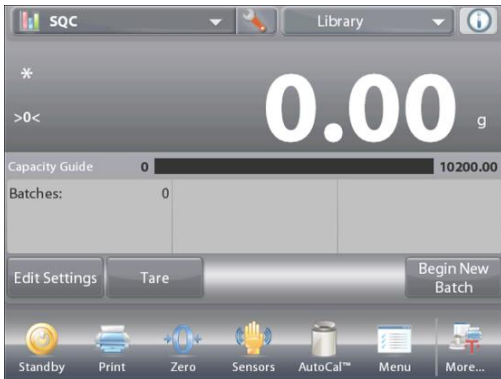 SQC Library
*
>0<
0.00 g
Capacity Guide 0 10200.00
Batches: 0
Edit Settings Tare Begin New
Batch
Standby Print Zero Sensors AutoCal™ Menu More...